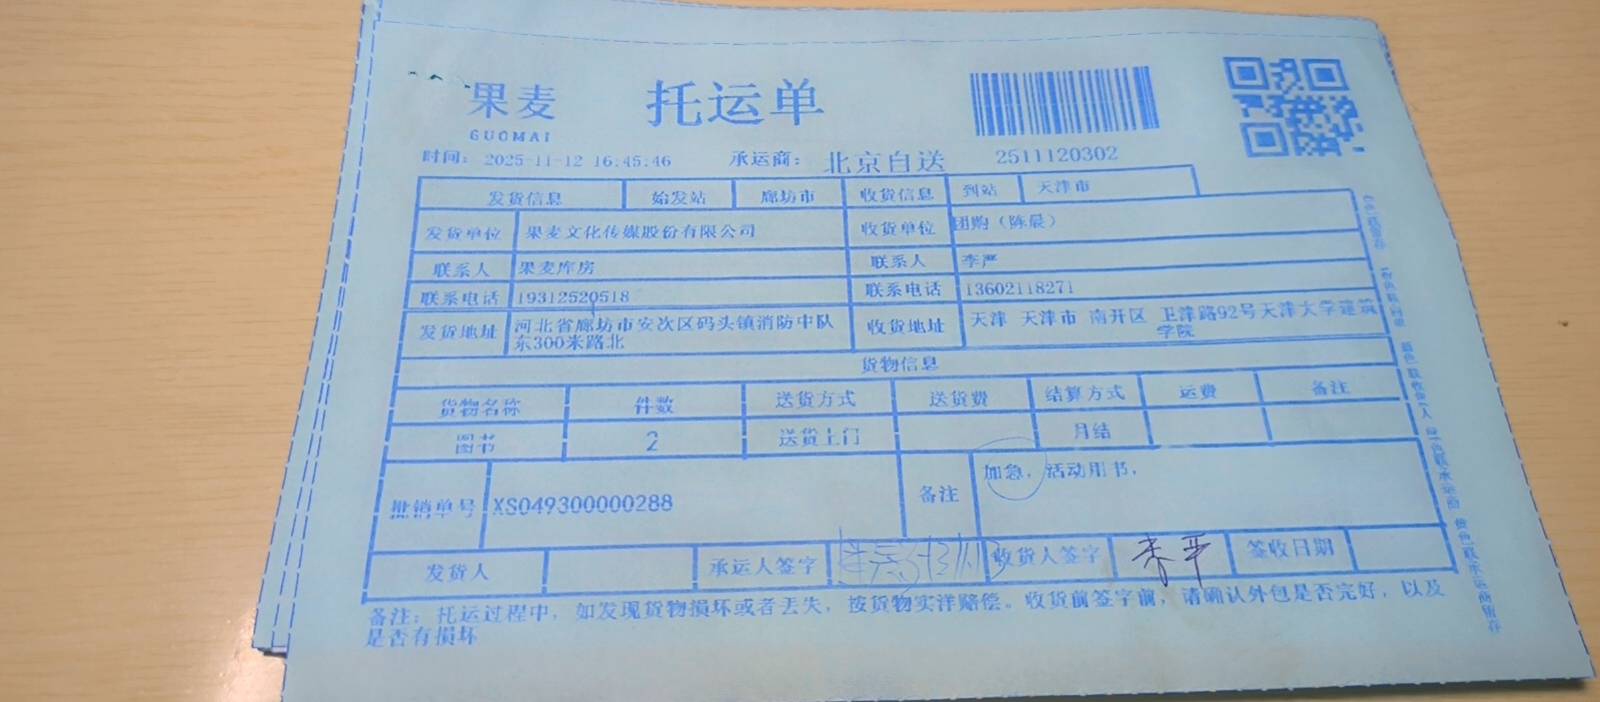 果麦
GUOMAI
托运单
时间: 2025-11-12 16:45:46
承运商: 北京自送
2511120302
发货信息 始发站 廊坊市 收货信息 到站 天津市
发货单位 果麦文化传媒股份有限公司 收货单位 团购（陈晨）
联系人 果麦库房 联系人 李严
联系电话 19312520518 联系电话 13602118271
发货地址 河北省廊坊市安次区码头镇消防中队
东300米路北
收货地址 天津 天津市 南开区 卫津路92号天津大学建筑
学院
货物信息
货物名称 件数 送货方式 送货费 结算方式 运费 备注
图书 2 送货上门 月结
批销单号 XS049300000288 备注 加急，活动用书，
发货人 承运人签字 收货人签字 签收日期
备注: 托运过程中，如发现货物损坏或者丢失，按货物实洋赔偿。收货前签字前，请确认外包是否完好，以及
是否有损坏